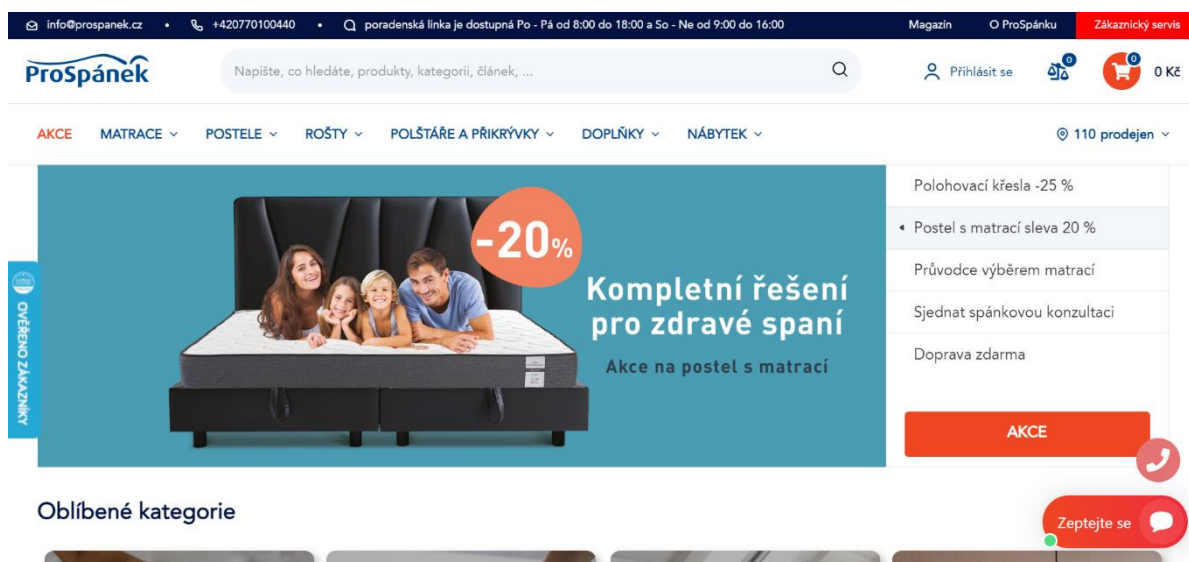 info@prospanek.cz • +420770100440 • poradenská linka je dostupná Po - Pá od 8:00 do 18:00 a So - Ne od 9:00 do 16:00 Magazín O ProSpánku Zákaznický servis
ProSpánek Napište, co hledáte, produkty, kategorii, článek, ... Přihlásit se 0 0 0 Kč
AKCE MATRACE POSTELE ROŠTY POLŠTÁŘE A PŘIKRÝVKY DOPLŇKY NÁBYTEK 110 prodejen
-20%
Kompletní řešení
pro zdravé spaní
Akce na postel s matrací
Polohovací křesla -25 %
Postel s matrací sleva 20 %
Průvodce výběrem matrací
Sjednat spánkovou konzultaci
Doprava zdarma
AKCE
OVĚŘENO ZÁKAZNÍKY
Oblíbené kategorie
Zeptejte se